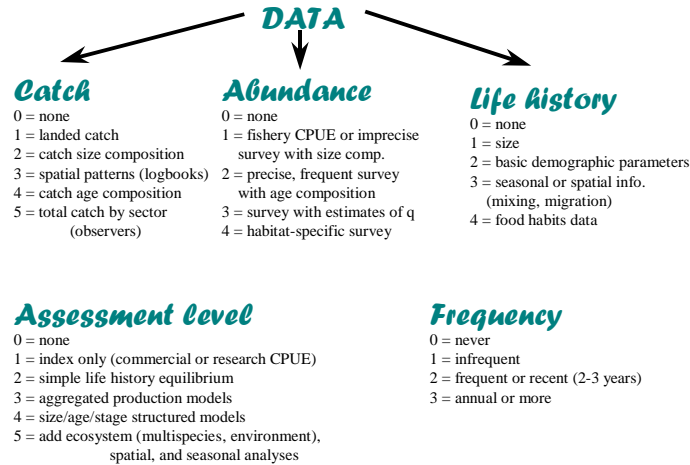 DATA
Catch
0 = none
1 = landed catch
2 = catch size composition
3 = spatial patterns (logbooks)
4 = catch age composition
5 = total catch by sector
(observers)
Abundance
0 = none
1 = fishery CPUE or imprecise
survey with size comp.
2 = precise, frequent survey
with age composition
3 = survey with estimates of q
4 = habitat-specific survey
Life history
0 = none
1 = size
2 = basic demographic parameters
3 = seasonal or spatial info.
(mixing, migration)
4 = food habits data
Assessment level
0 = none
1 = index only (commercial or research CPUE)
2 = simple life history equilibrium
3 = aggregated production models
4 = size/age/stage structured models
5 = add ecosystem (multispecies, environment),
spatial, and seasonal analyses
Frequency
0 = never
1 = infrequent
2 = frequent or recent (2-3 years)
3 = annual or more